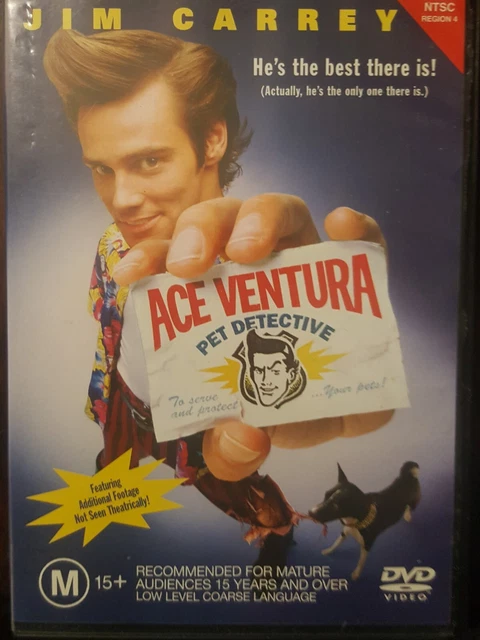 JIM CARREY
NTSC
REGION 4
He's the best there is!
(Actually, he's the only one there is.)
ACE VENTURA
PET DETECTIVE
To serve
and protect
...Your pets!
Featuring
Additional Footage
Not Seen Theatrically!
M 15+
RECOMMENDED FOR MATURE
AUDIENCES 15 YEARS AND OVER
LOW LEVEL COARSE LANGUAGE
DVD
VIDEO